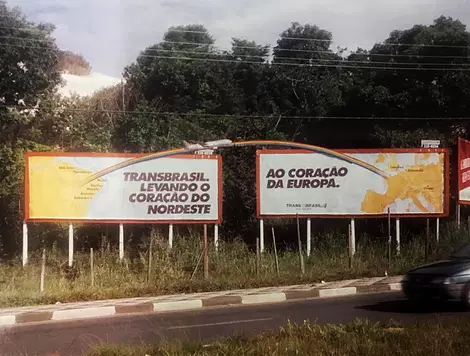 TRANSBRASIL.
LEVANDO O
CORAÇÃO DO
NORDESTE
AO CORAÇÃO
DA EUROPA.
TRANSBRASIL